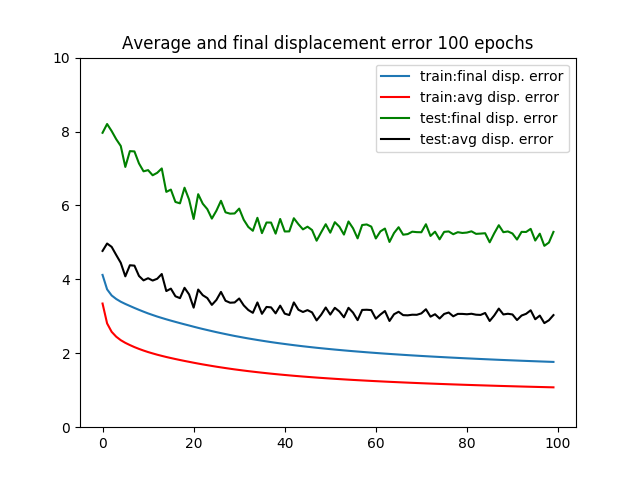 Average and final displacement error 100 epochs
train:final disp. error
train:avg disp. error
test:final disp. error
test:avg disp. error
10
8
6
4
2
0
0 20 40 60 80 100